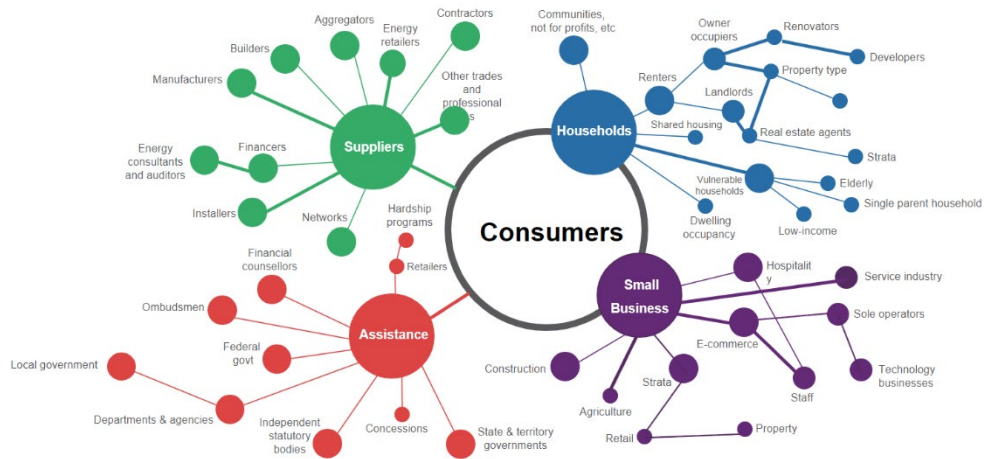 Contractors
Aggregators
Energy
retailers
Builders
Manufacturers
Other trades
and
professional
s
Suppliers
Energy
consultants
and auditors
Financers
Installers
Networks
Communities,
not for profits, etc
Owner
occupiers
Renovators
Developers
Renters
Property type
Landlords
Households
Shared housing
Real estate agents
Strata
Vulnerable
households
Elderly
Single parent household
Low-income
Dwelling
occupancy
Consumers
Hardship
programs
Retailers
Financial
counsellors
Ombudsmen
Assistance
Federal
govt
Local government
Departments & agencies
Independent
statutory
bodies
Concessions
State & territory
governments
Small
Business
Hospitalit
y
Service industry
Sole operators
E-commerce
Technology
businesses
Staff
Construction
Strata
Agriculture
Retail
Property